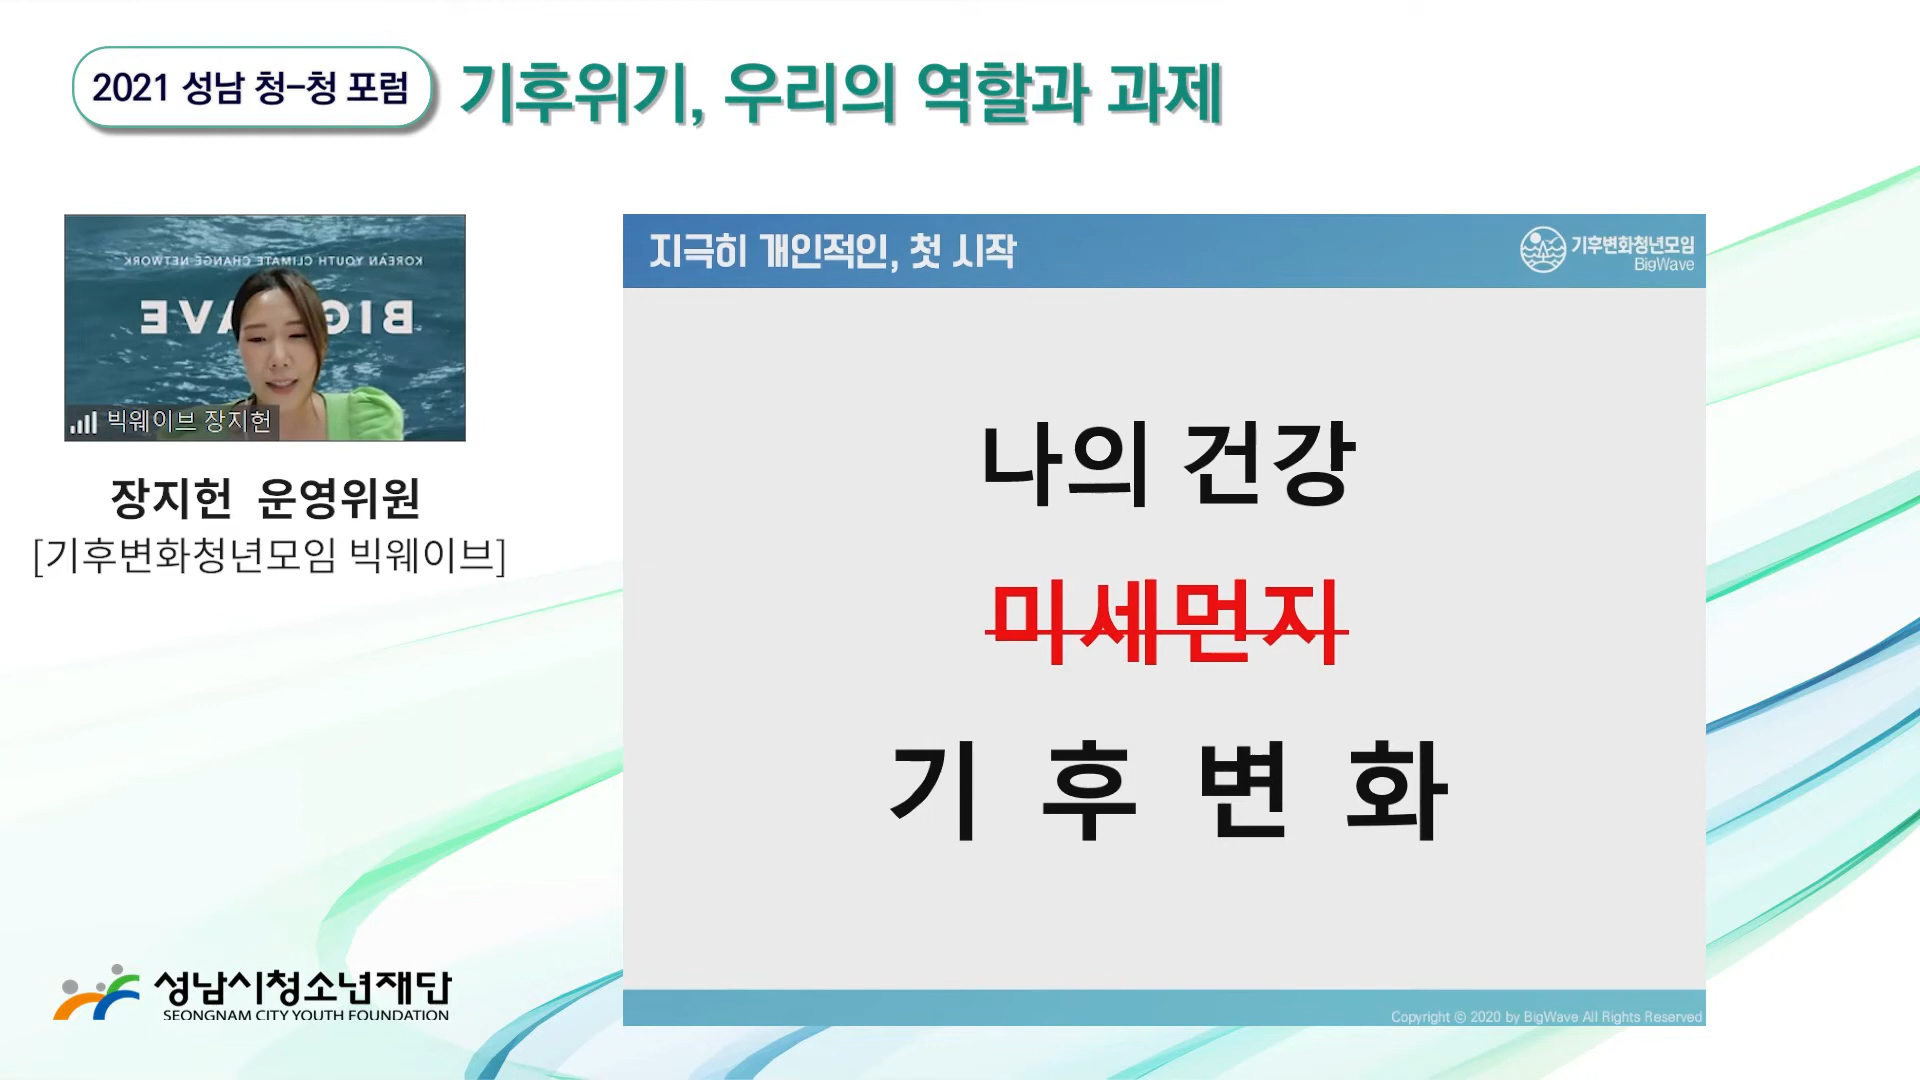 2021 성남 청-청 포럼
기후위기, 우리의 역할과 과제
KOREAN YOUTH CLIMATE CHANGE NETWORK
빅웨이브 장지헌
장지헌 운영위원
[기후변화청년모임 빅웨이브]
지극히 개인적인, 첫 시작
기후변화청년모임
BigWave
나의 건강
미세먼지
기 후 변 화
Copyright © 2020 by BigWave All Rights Reserved
성남시청소년재단
SEONGNAM CITY YOUTH FOUNDATION